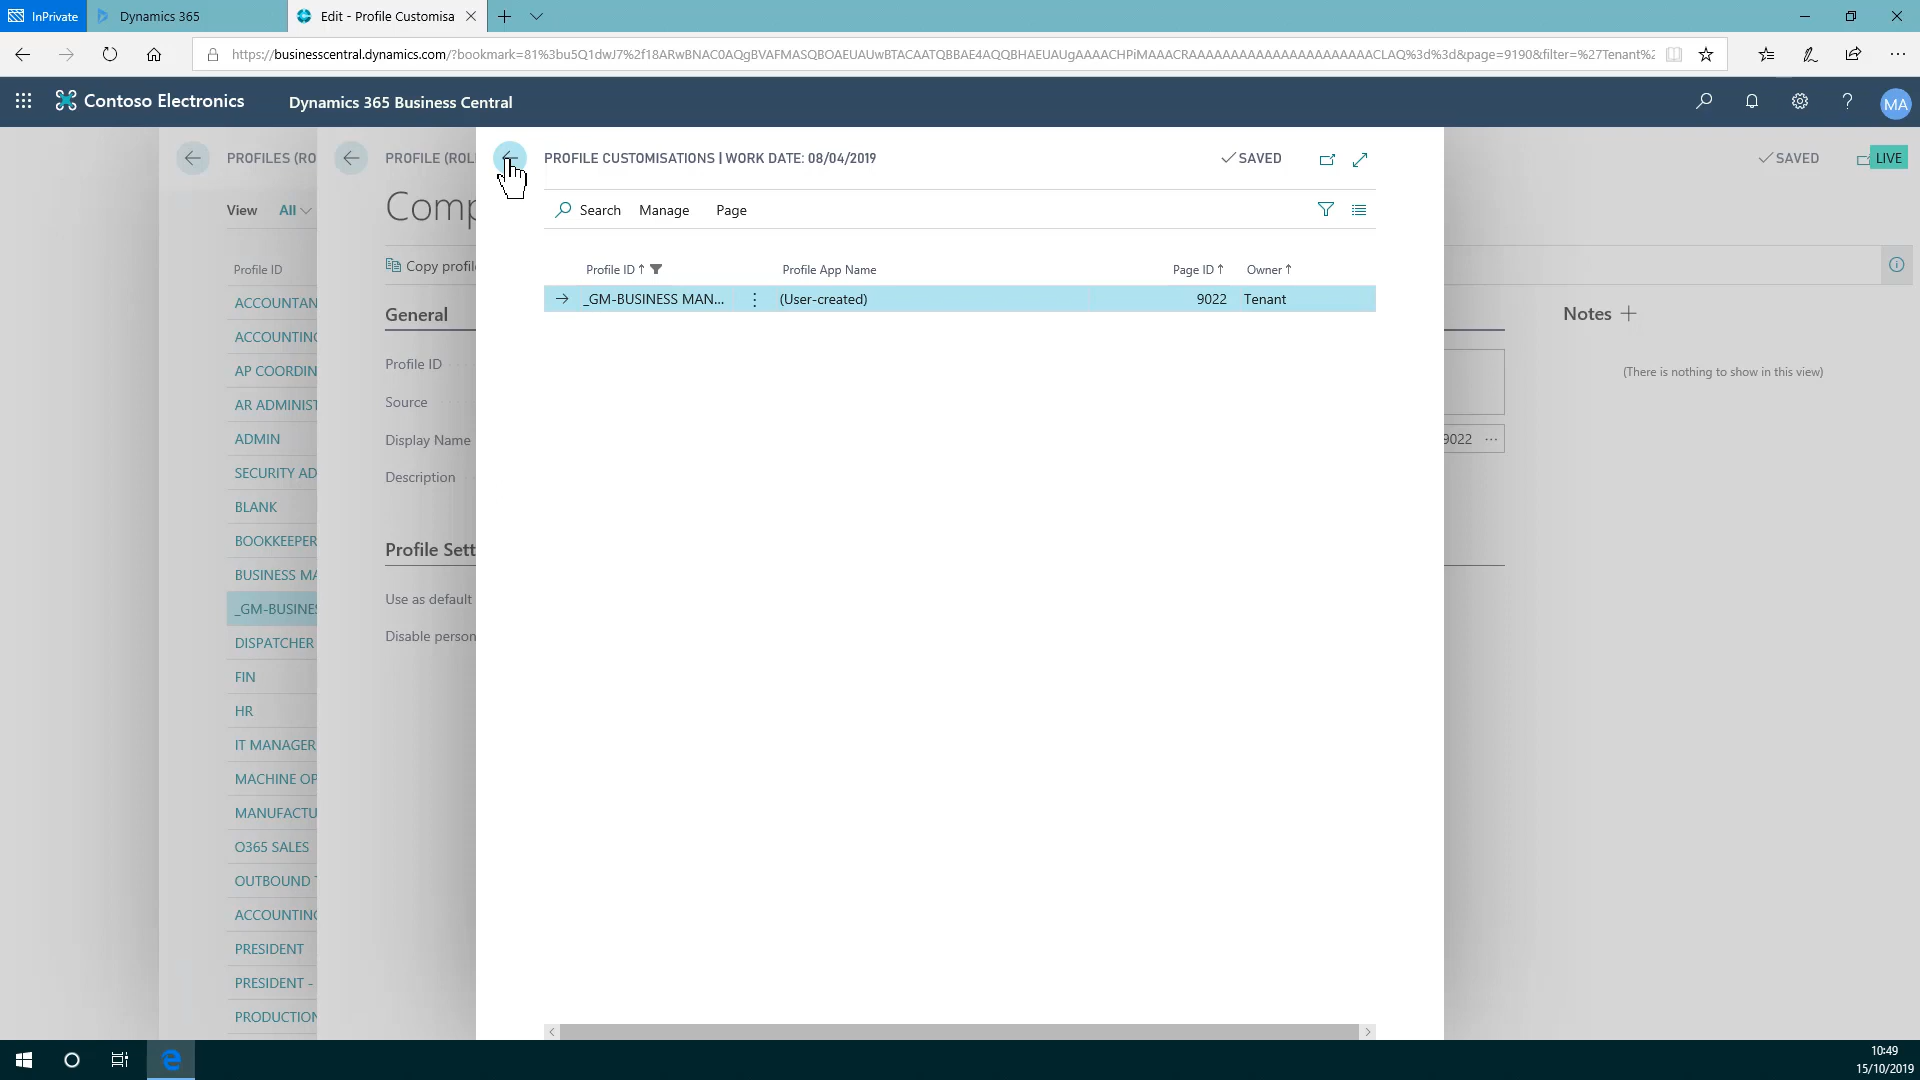 InPrivate
Dynamics 365
Edit - Profile Customisa
https://businesscentral.dynamics.com/?bookmark=81%3bu5Q1dwJ7%2f18ARwBNAC0AQgBVAFMASQBOAEUAUwBTACAATQBBAE4AQQBHAEUAUgAAAACHPiMAAACRAAAAAAAAAAAAAAAAAAAAAACLAQ%3d%3d&page=9190&filter=%27Tenant%2
Contoso Electronics
Dynamics 365 Business Central
MA
PROFILES (RO
PROFILE (ROL
PROFILE CUSTOMISATIONS | WORK DATE: 08/04/2019
SAVED
SAVED
LIVE
View All
Comp
Search Manage Page
Copy profil
Profile ID
Profile ID
Profile App Name
Page ID
Owner
_GM-BUSINESS MAN...
(User-created)
9022
Tenant
General
Profile ID
Source
Display Name
Description
Profile Sett
Use as default
Disable person
Notes
(There is nothing to show in this view)
9022
ACCOUNTAN
ACCOUNTING
AP COORDIN
AR ADMINIST
ADMIN
SECURITY AD
BLANK
BOOKKEEPER
BUSINESS MA
_GM-BUSINES
DISPATCHER
FIN
HR
IT MANAGER
MACHINE OP
MANUFACTU
O365 SALES
OUTBOUND T
ACCOUNTING
PRESIDENT
PRESIDENT -
PRODUCTION
10:49
15/10/2019